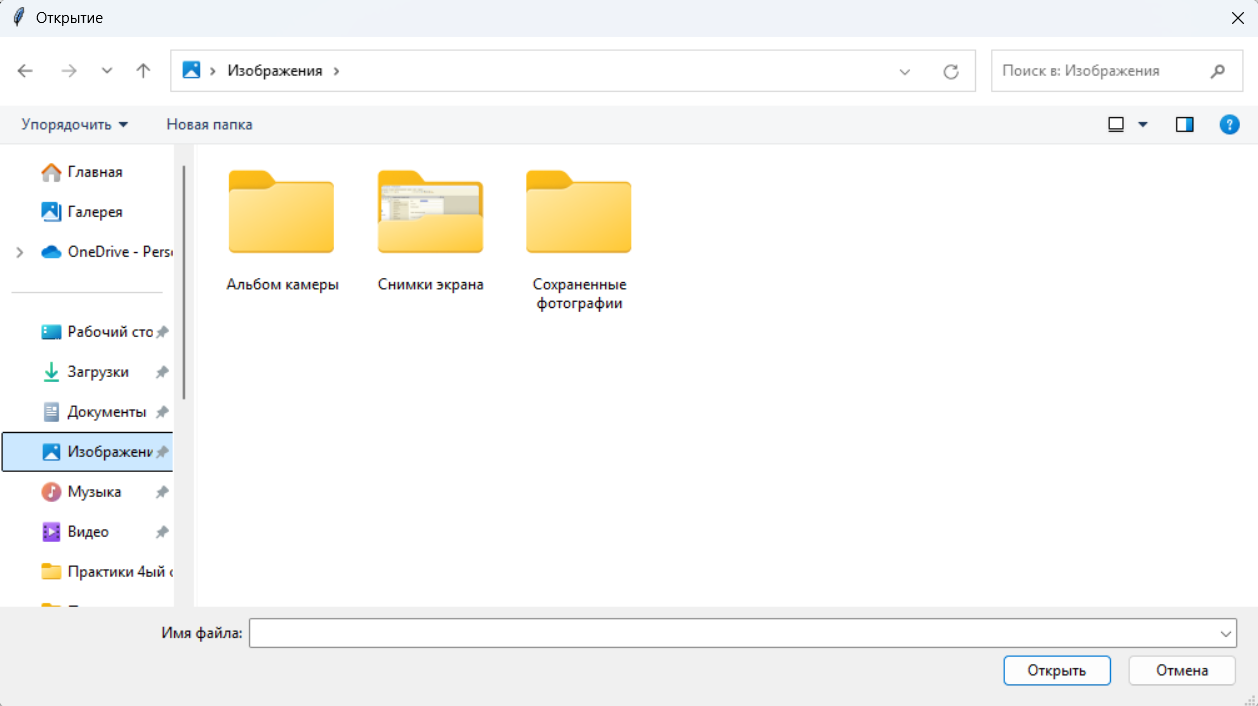 Открытие
Изображения
Поиск в: Изображения
Упорядочить
Новая папка
Главная
Галерея
OneDrive - Perso
Рабочий сто
Загрузки
Документы
Изображени
Музыка
Видео
Практики 4ый с
Альбом камеры
Снимки экрана
Сохраненные
фотографии
Имя файла:
Открыть
Отмена